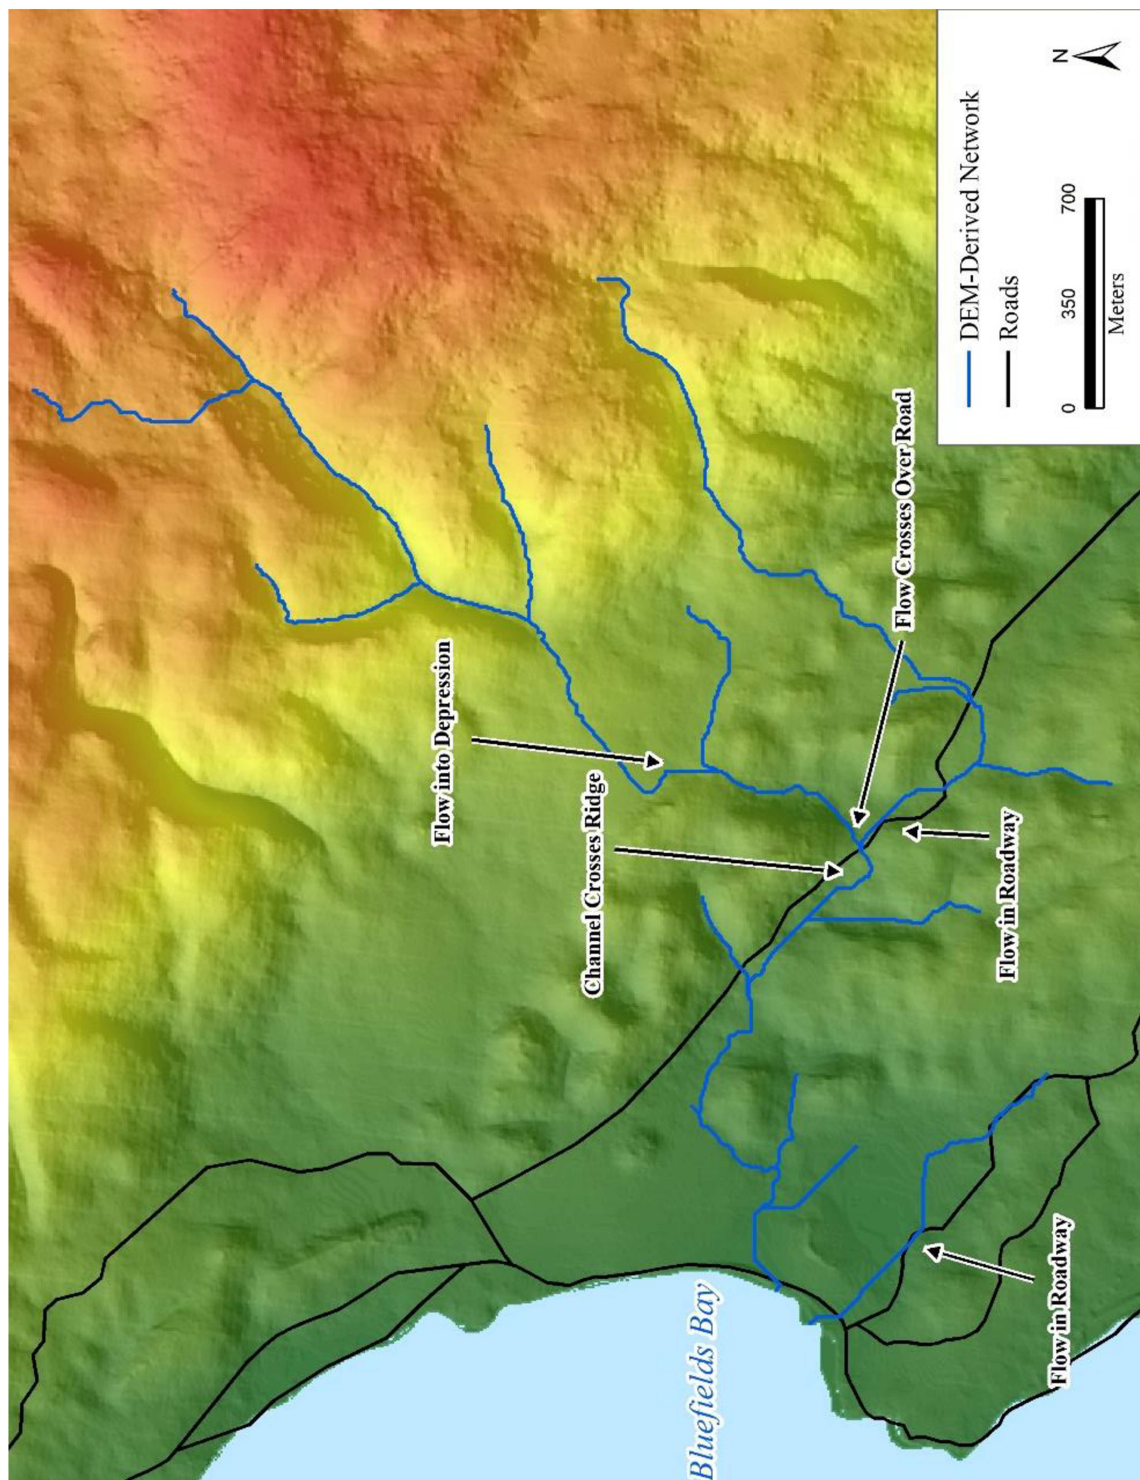 Flow into Depression
Channel Crosses Ridge
Flow Crosses Over Road
Flow in Roadway
Flow in Roadway
Bluefields Bay
DEM-Derived Network
Roads
N
0 350 700
Meters